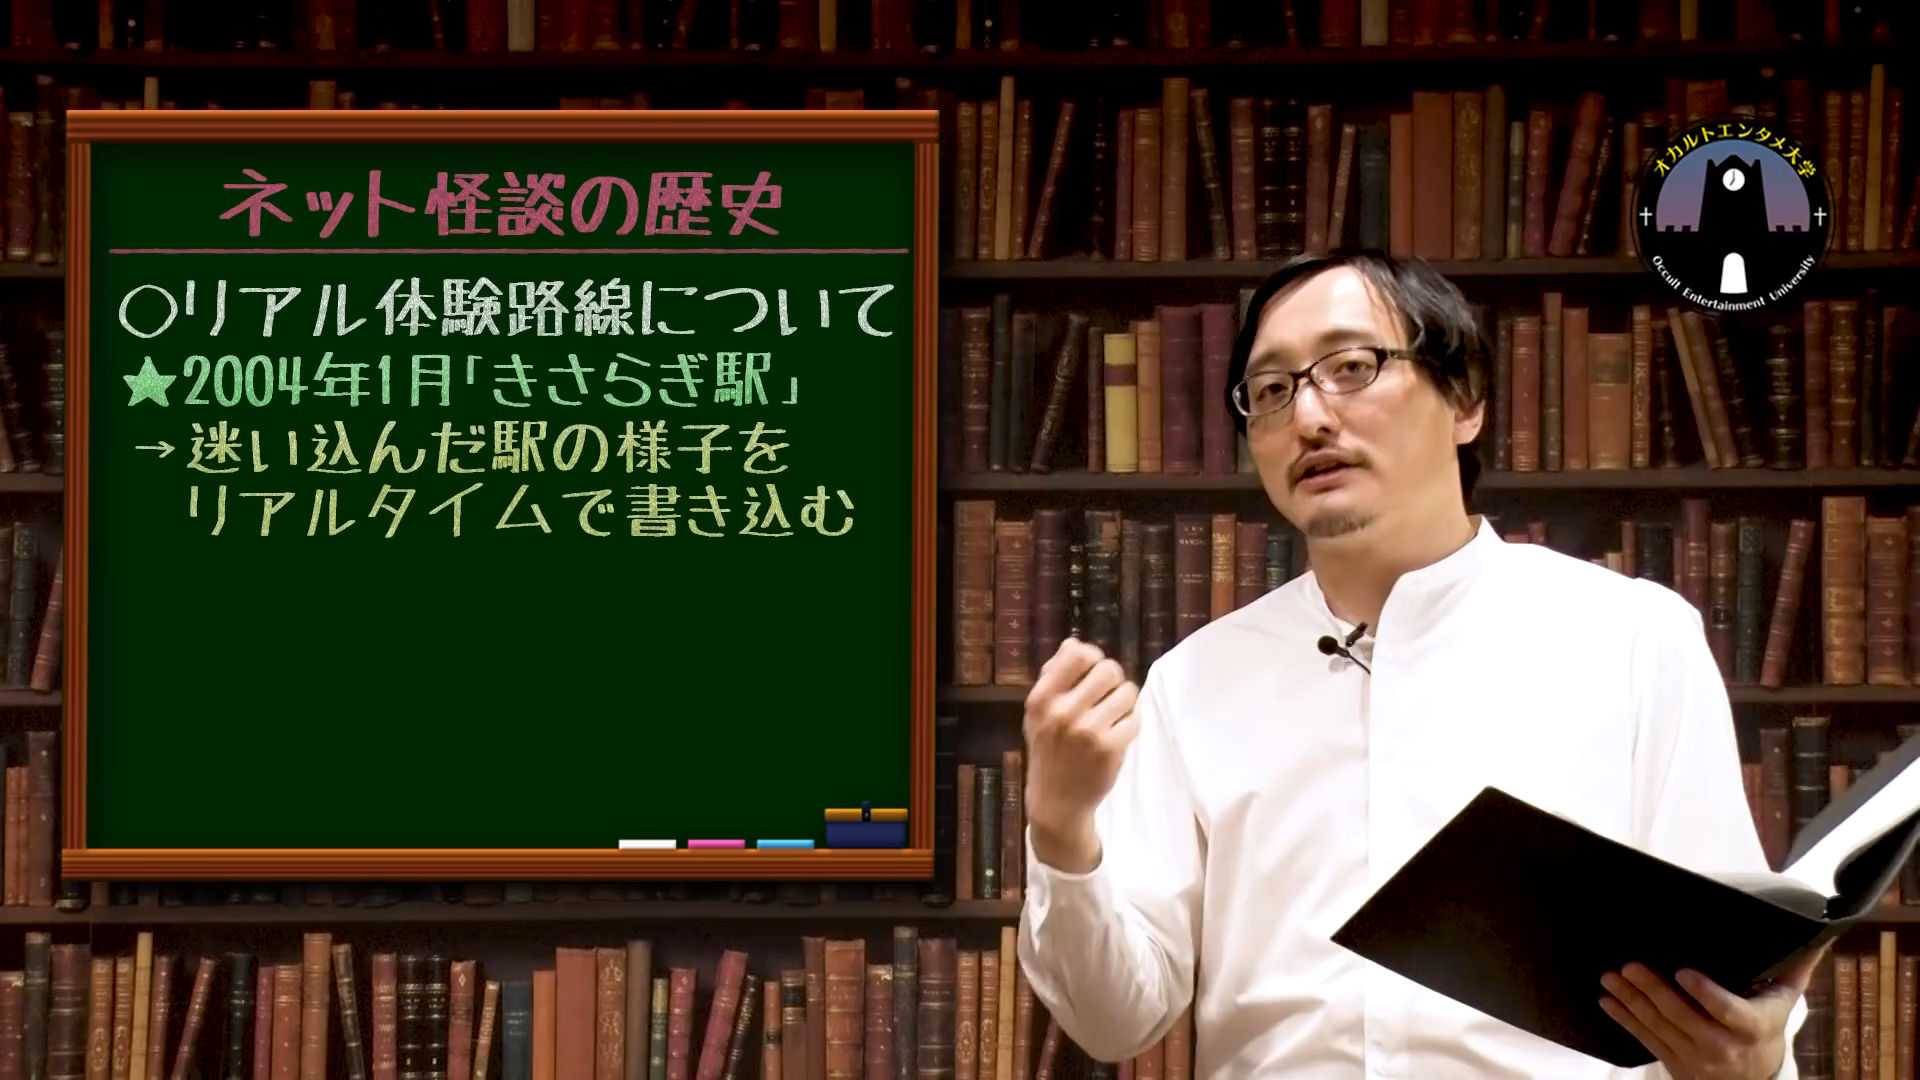 ネット怪談の歴史
○リアル体験路線について
★2004年1月「きさらぎ駅」
→迷い込んだ駅の様子を
リアルタイムで書き込む
オカルトエンタメ大学
Occult Entertainment University